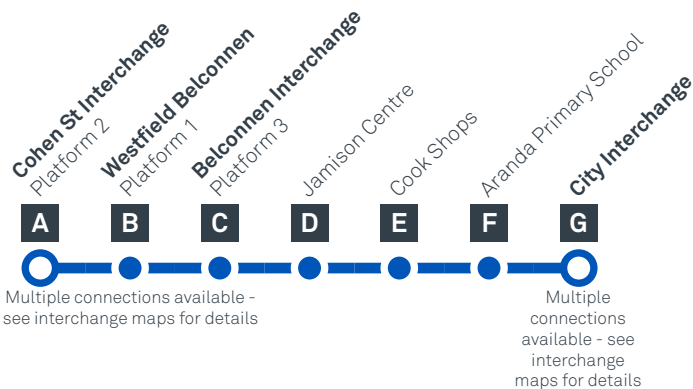 Cohen St Interchange
Platform 2
Westfield Belconnen
Platform 1
Belconnen Interchange
Platform 3
Jamison Centre
Cook Shops
Aranda Primary School
City Interchange
A
B
C
D
E
F
G
Multiple connections available -
see interchange maps for details
Multiple
connections
available - see
interchange
maps for details